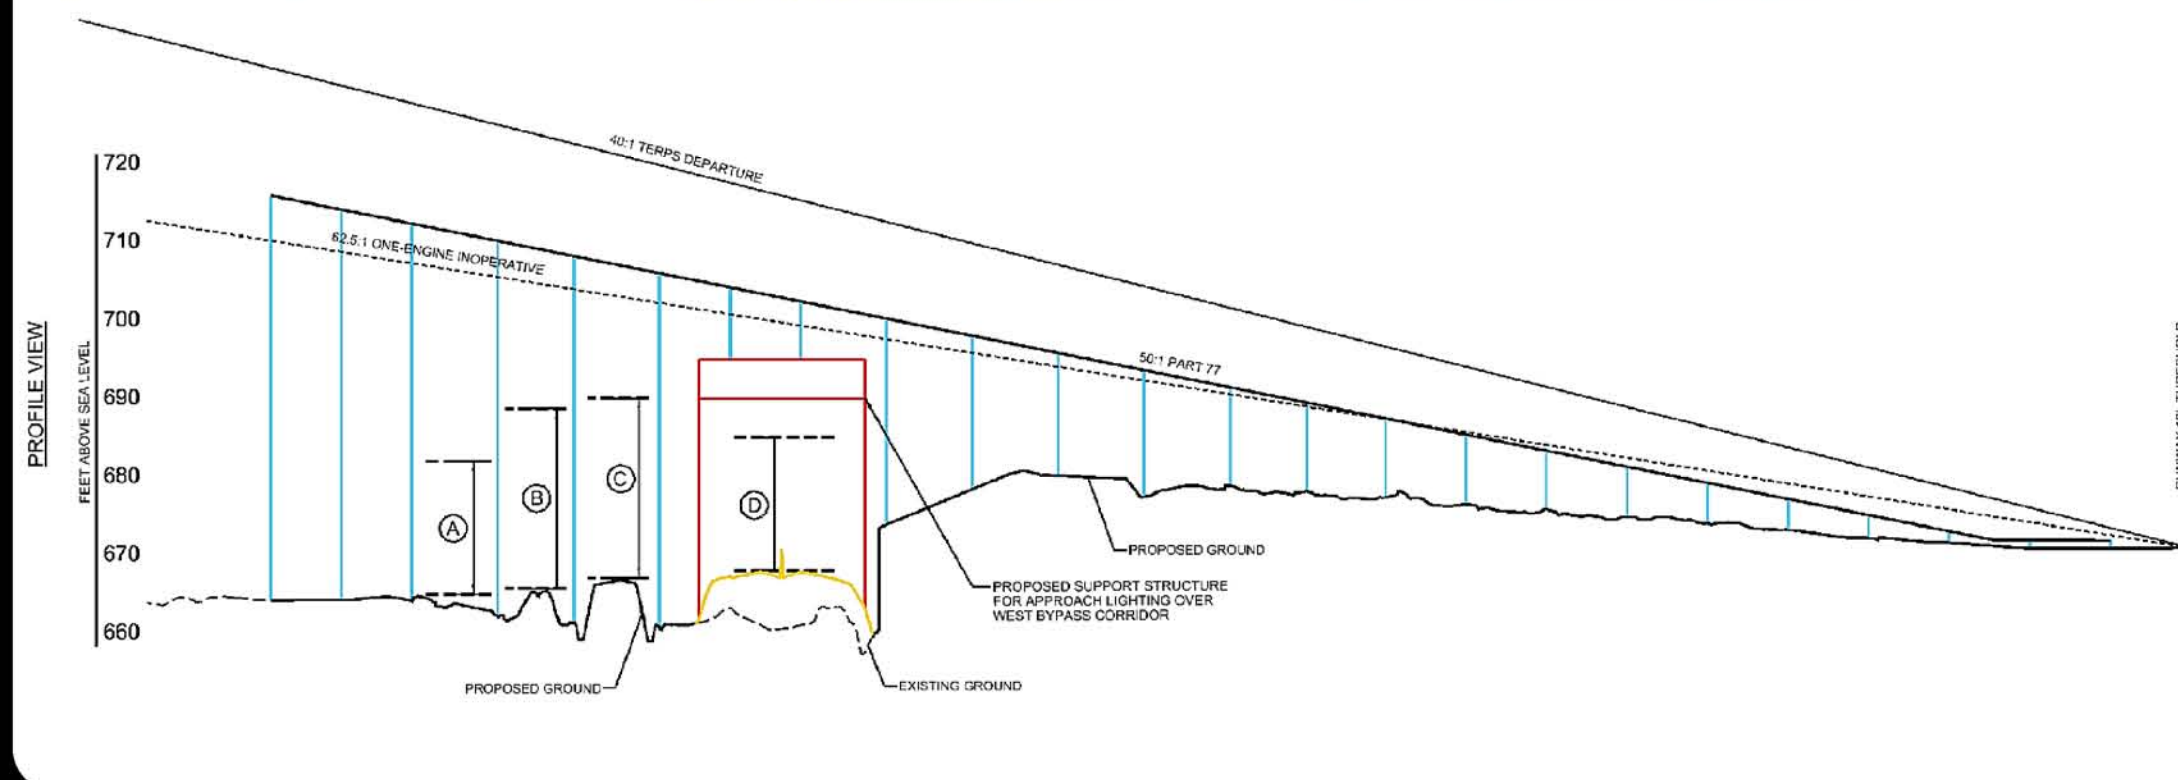 40:1 TERPS DEPARTURE
720
710
62.5:1 ONE-ENGINE INOPERATIVE
700
50:1 PART 77
690
680
670
660
PROFILE VIEW
FEET ABOVE SEA LEVEL
A
B
C
D
PROPOSED GROUND
PROPOSED SUPPORT STRUCTURE
FOR APPROACH LIGHTING OVER
WEST BYPASS CORRIDOR
PROPOSED GROUND
EXISTING GROUND